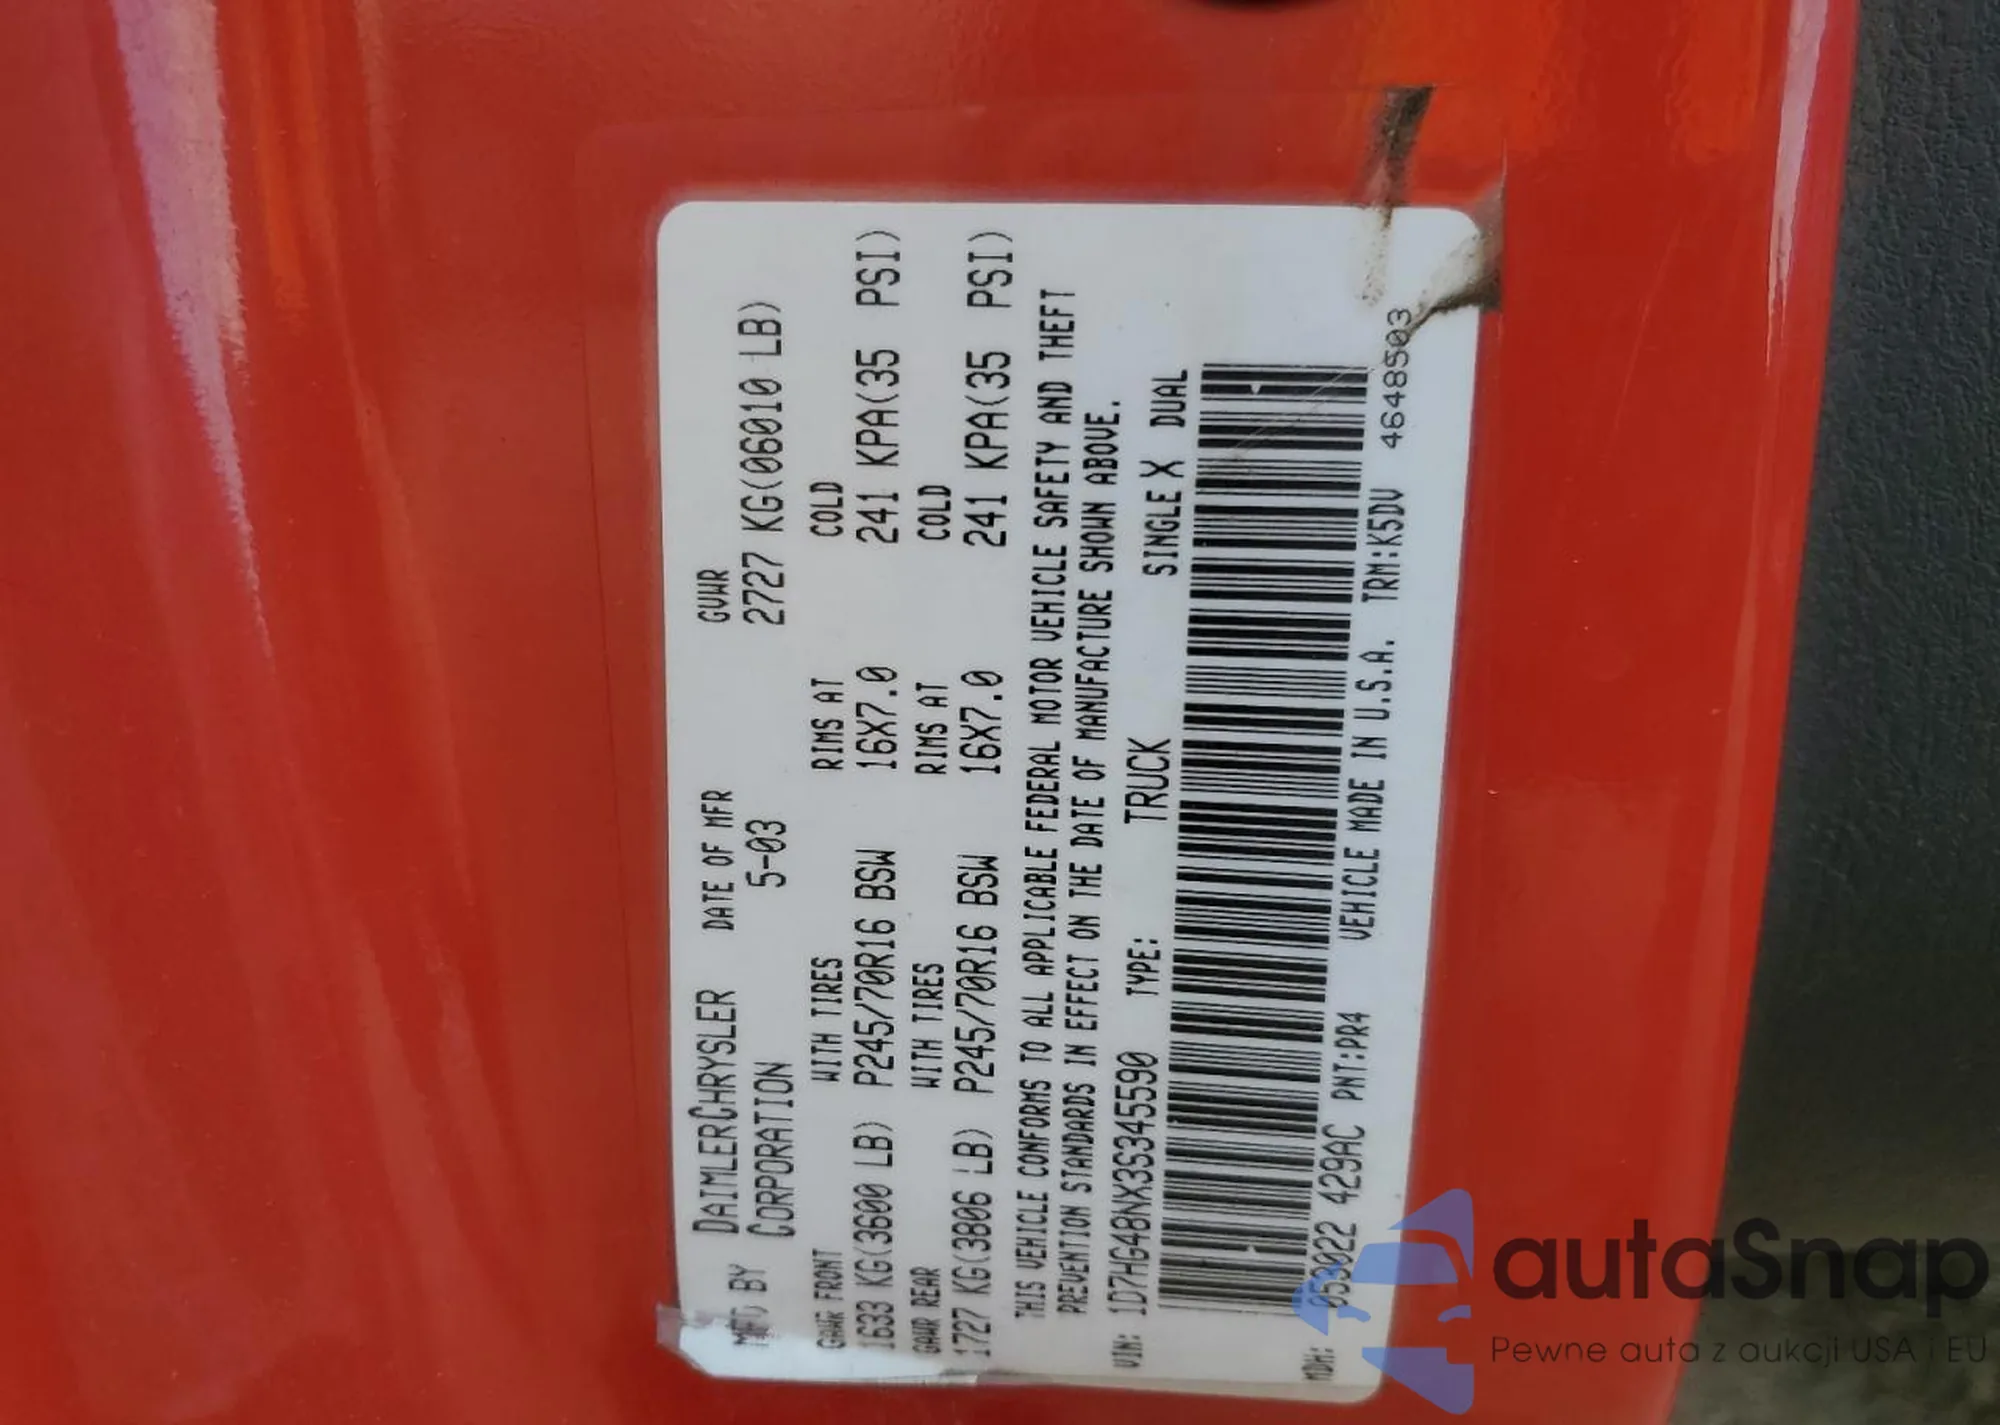 MFD BY DAIMLERCHRYSLER DATE OF MFR GVWR
CORPORATION 5-03 2727 KG(06010 LB)
GAWR FRONT WITH TIRES RIMS AT COLD
1633 KG(3600 LB) P245/70R16 BSW 16X7.0 241 KPA(35 PSI)
GAWR REAR WITH TIRES RIMS AT COLD
1727 KG(3806 LB) P245/70R16 BSW 16X7.0 241 KPA(35 PSI)
THIS VEHICLE CONFORMS TO ALL APPLICABLE FEDERAL MOTOR VEHICLE SAFETY AND THEFT
PREVENTION STANDARDS IN EFFECT ON THE DATE OF MANUFACTURE SHOWN ABOVE.
VIN: 1D7HG48NX3S345590 TYPE: TRUCK SINGLE X DUAL
MDH: 053022 429AC PNT:PR4 VEHICLE MADE IN U.S.A. TRM:K5DV 4648503
autaSnap
Pewne auta z aukcji USA i EU